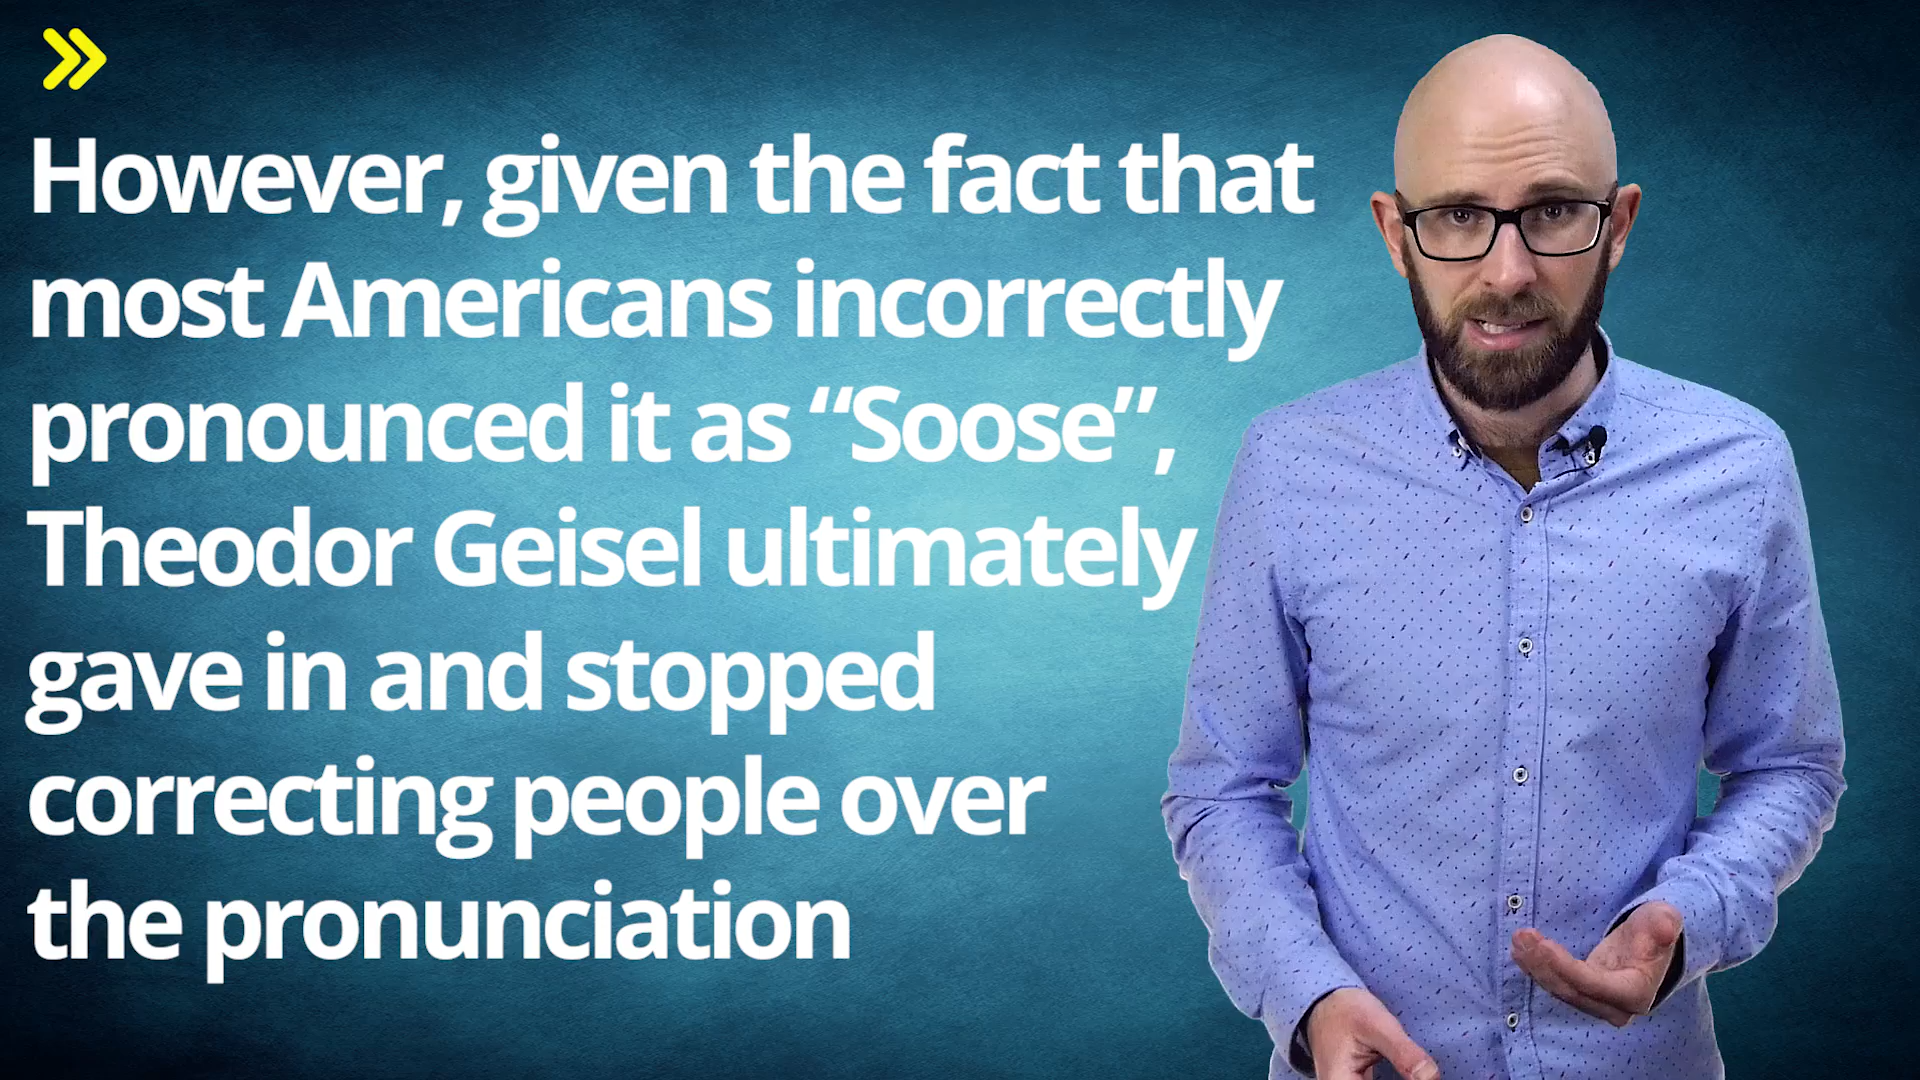 However, given the fact that
most Americans incorrectly
pronounced it as “Soose”,
Theodor Geisel ultimately
gave in and stopped
correcting people over
the pronunciation